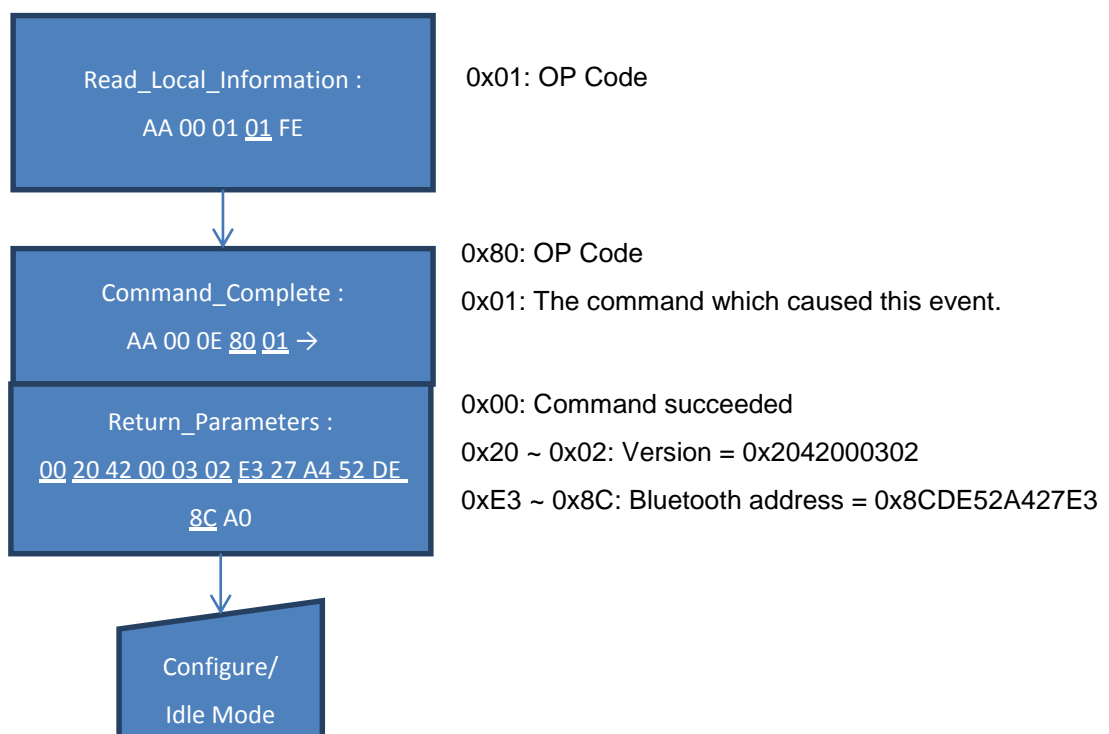 Read_Local_Information :
AA 00 01 01 FE
0x01: OP Code
Command_Complete :
AA 00 0E 80 01 →
0x80: OP Code
0x01: The command which caused this event.
Return_Parameters :
00 20 42 00 03 02 E3 27 A4 52 DE
8C A0
0x00: Command succeeded
0x20 ~ 0x02: Version = 0x2042000302
0xE3 ~ 0x8C: Bluetooth address = 0x8CDE52A427E3
Configure/
Idle Mode